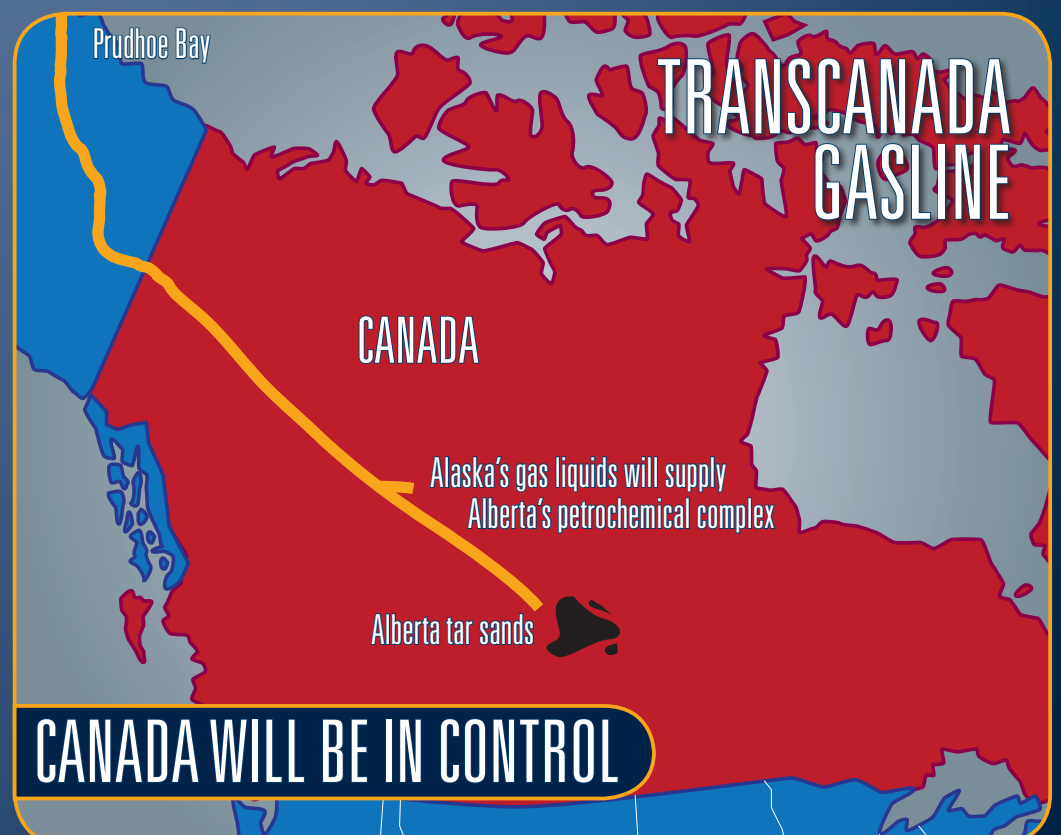 Prudhoe Bay
TRANSCANADA
GASLINE
CANADA
Alaska's gas liquids will supply
Alberta's petrochemical complex
Alberta tar sands
CANADA WILL BE IN CONTROL